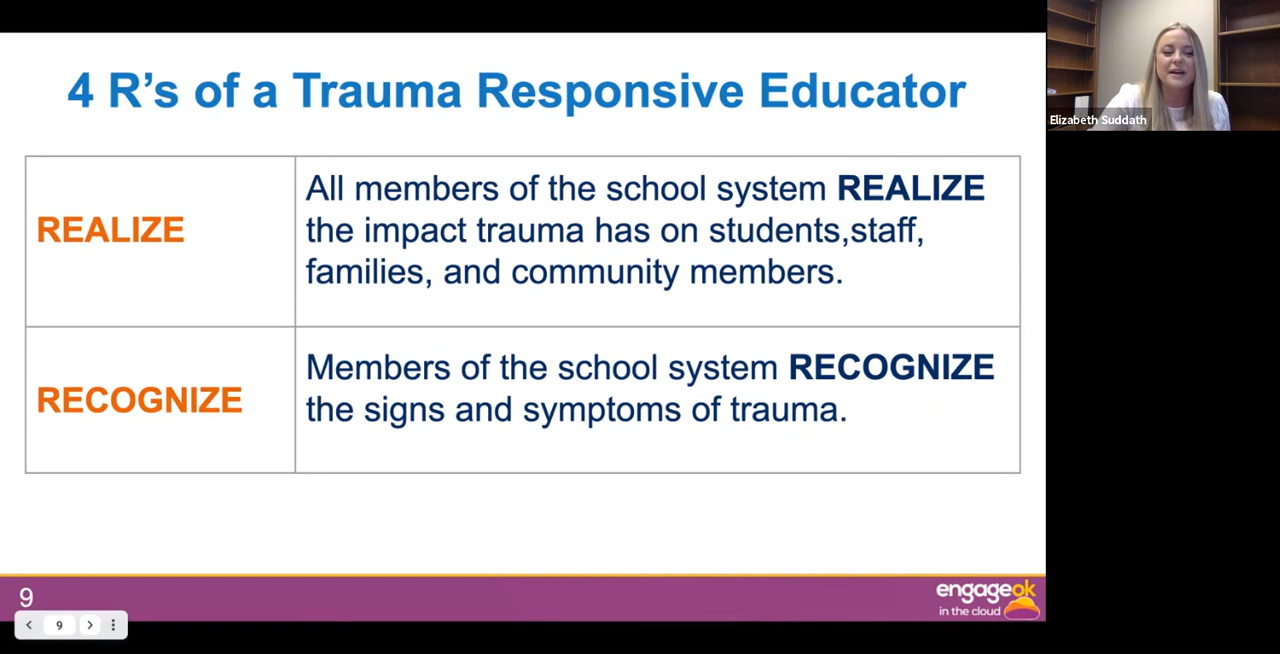 4 R’s of a Trauma Responsive Educator
Elizabeth Suddath
REALIZE
All members of the school system REALIZE
the impact trauma has on students,staff,
families, and community members.
RECOGNIZE
Members of the school system RECOGNIZE
the signs and symptoms of trauma.
9
engageok
in the cloud
9